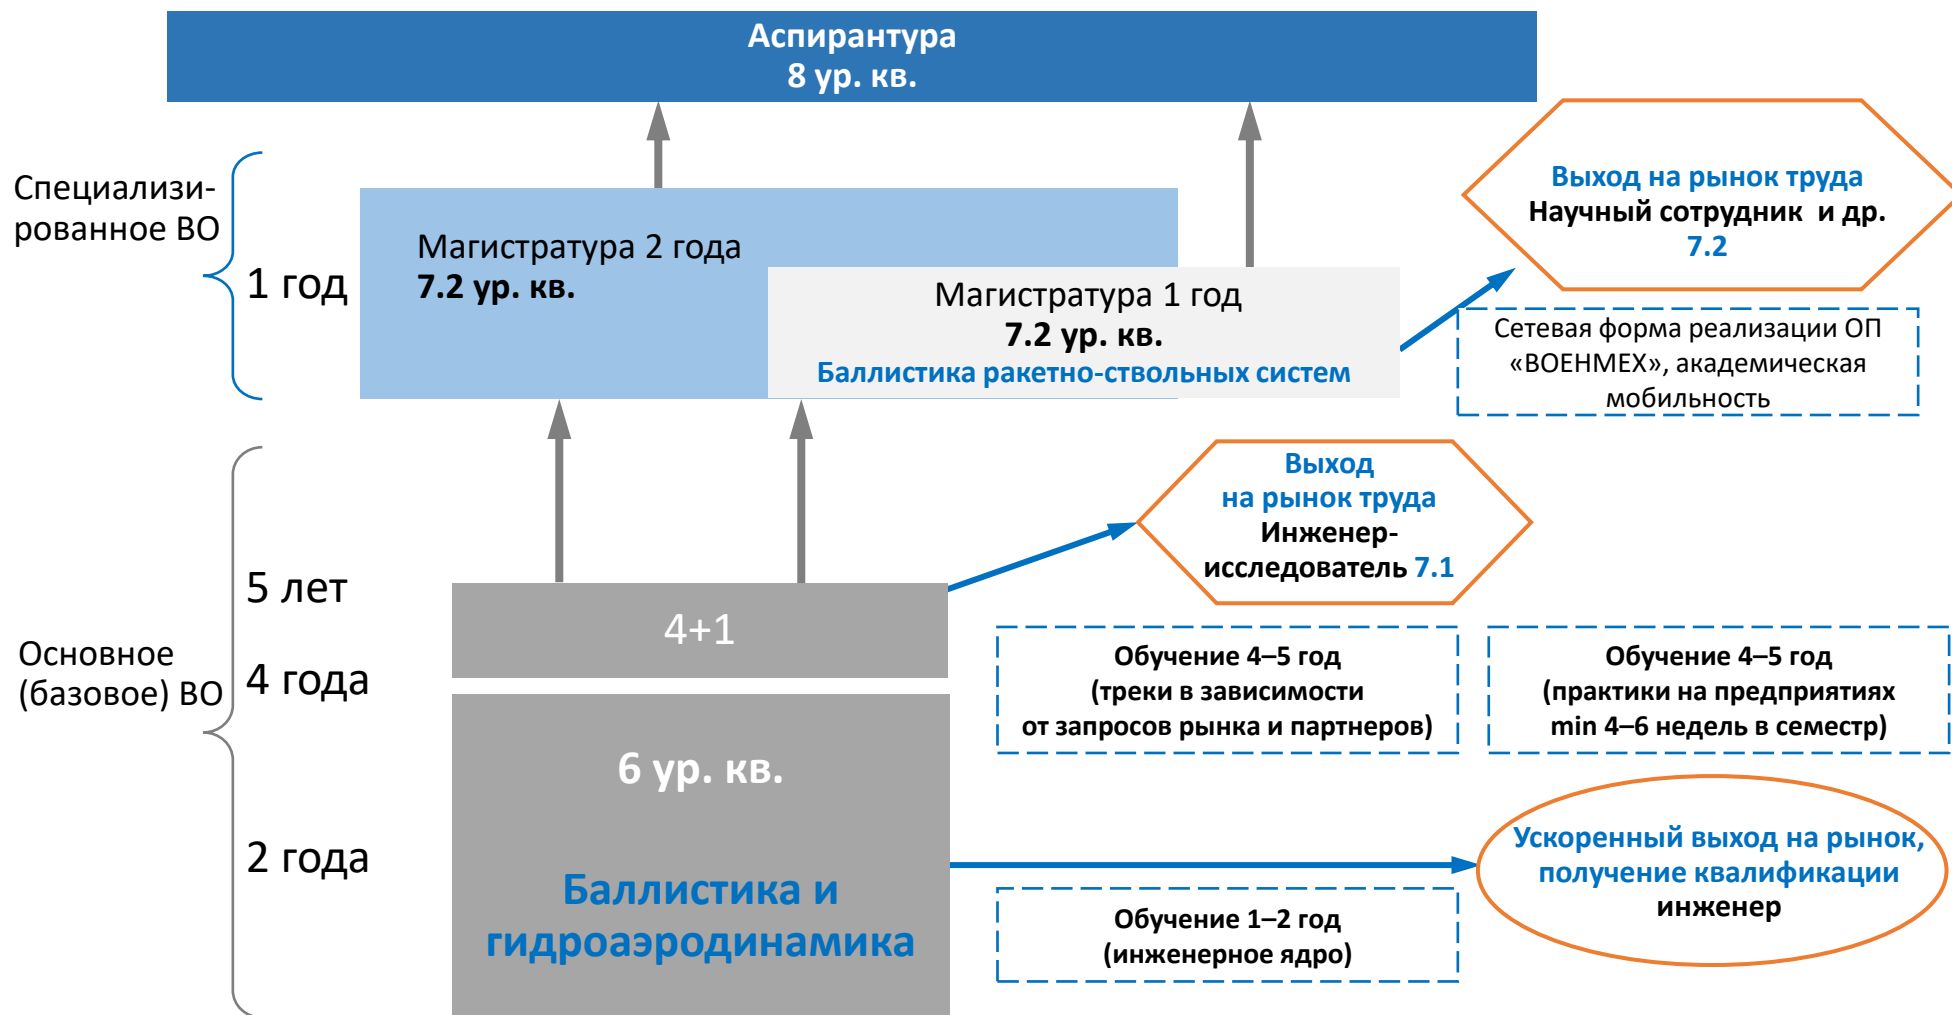 Аспирантура
8 ур. кв.
Специализи-
рованное ВО
1 год
Магистратура 2 года
7.2 ур. кв.
Магистратура 1 год
7.2 ур. кв.
Баллистика ракетно-ствольных систем
Выход на рынок труда
Научный сотрудник и др.
7.2
Сетевая форма реализации ОП
«ВОЕНМЕХ», академическая
мобильность
Выход
на рынок труда
Инженер-
исследователь 7.1
Основное
(базовое) ВО
5 лет
4 года
2 года
4+1
6 ур. кв.
Баллистика и
гидроаэродинамика
Обучение 4–5 год
(треки в зависимости
от запросов рынка и партнеров)
Обучение 4–5 год
(практики на предприятиях
min 4–6 недель в семестр)
Ускоренный выход на рынок,
получение квалификации
инженер
Обучение 1–2 год
(инженерное ядро)